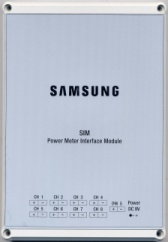 SAMSUNG
SIM
Power Meter Interface Module
CH 1 CH 2 CH 3 CH 4
CH 5 CH 6 CH 7 CH 8 CH S Power
DC 9V